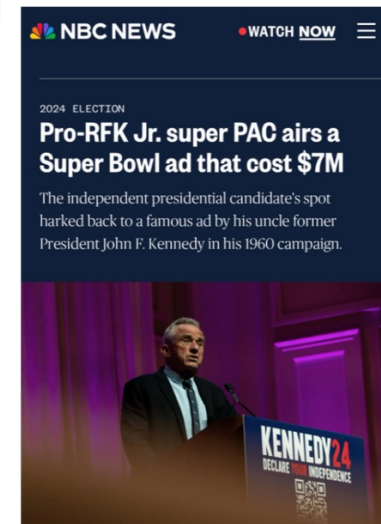 NBC NEWS
WATCH NOW
2024 ELECTION
Pro-RFK Jr. super PAC airs a
Super Bowl ad that cost $7M
The independent presidential candidate's spot
harked back to a famous ad by his uncle former
President John F. Kennedy in his 1960 campaign.
KENNEDY24
DECLARE YOUR INDEPENDENCE